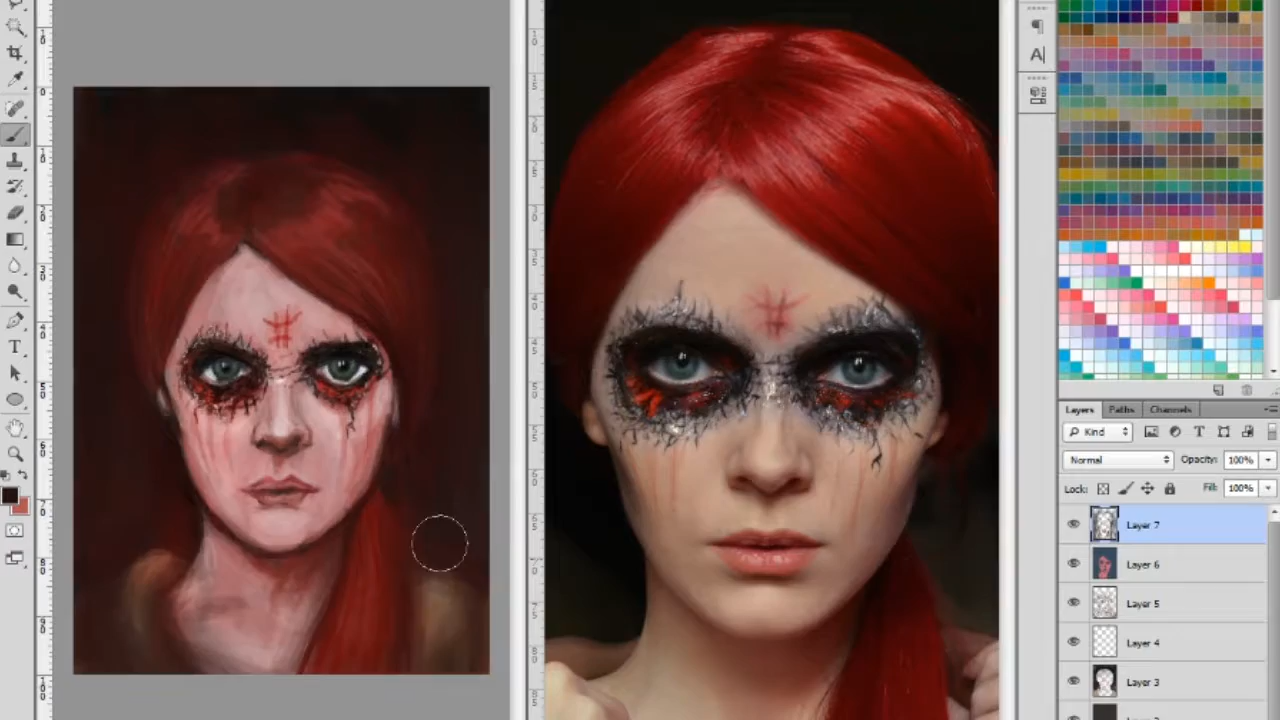 Layers Paths Channels
Kind
Normal Opacity: 100%
Lock: Fill: 100%
Layer 7
Layer 6
Layer 5
Layer 4
Layer 3